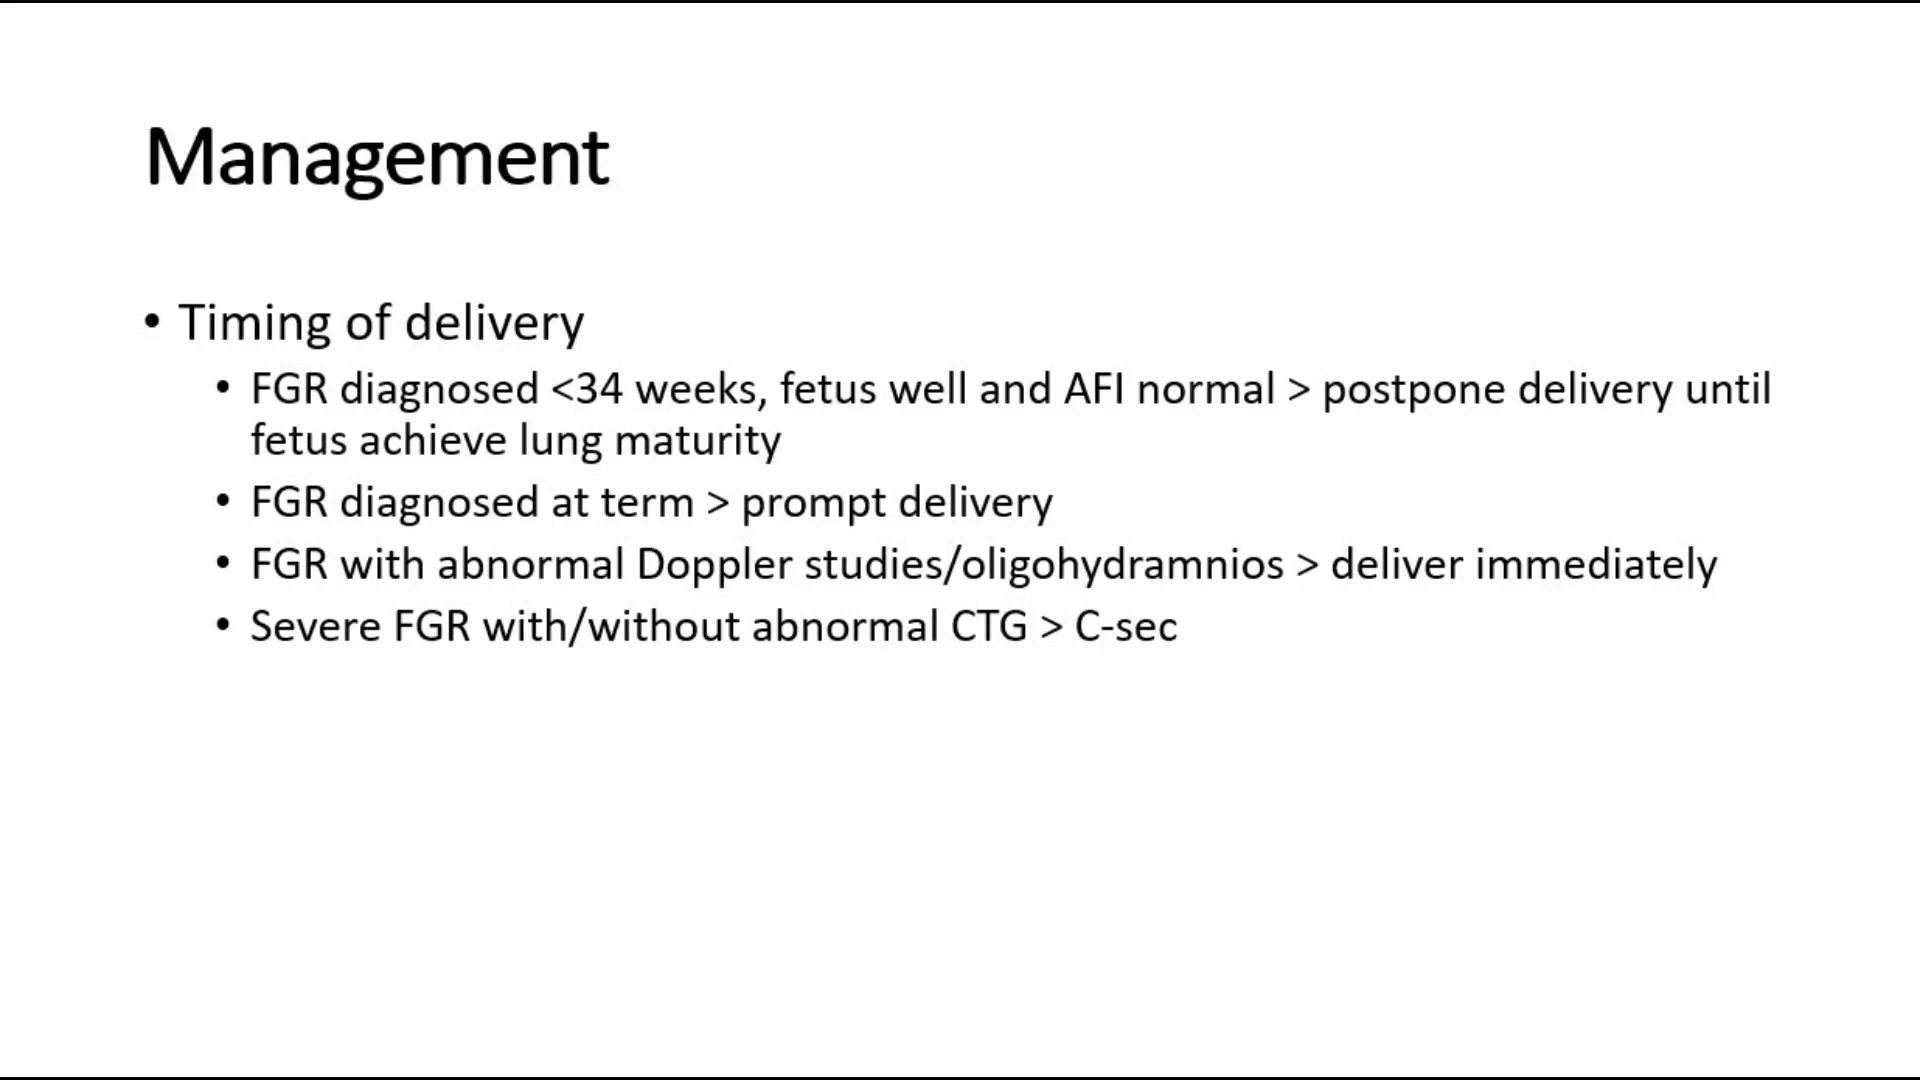 Management
• Timing of delivery
• FGR diagnosed <34 weeks, fetus well and AFI normal > postpone delivery until
fetus achieve lung maturity
• FGR diagnosed at term > prompt delivery
• FGR with abnormal Doppler studies/oligohydramnios > deliver immediately
• Severe FGR with/without abnormal CTG > C-sec